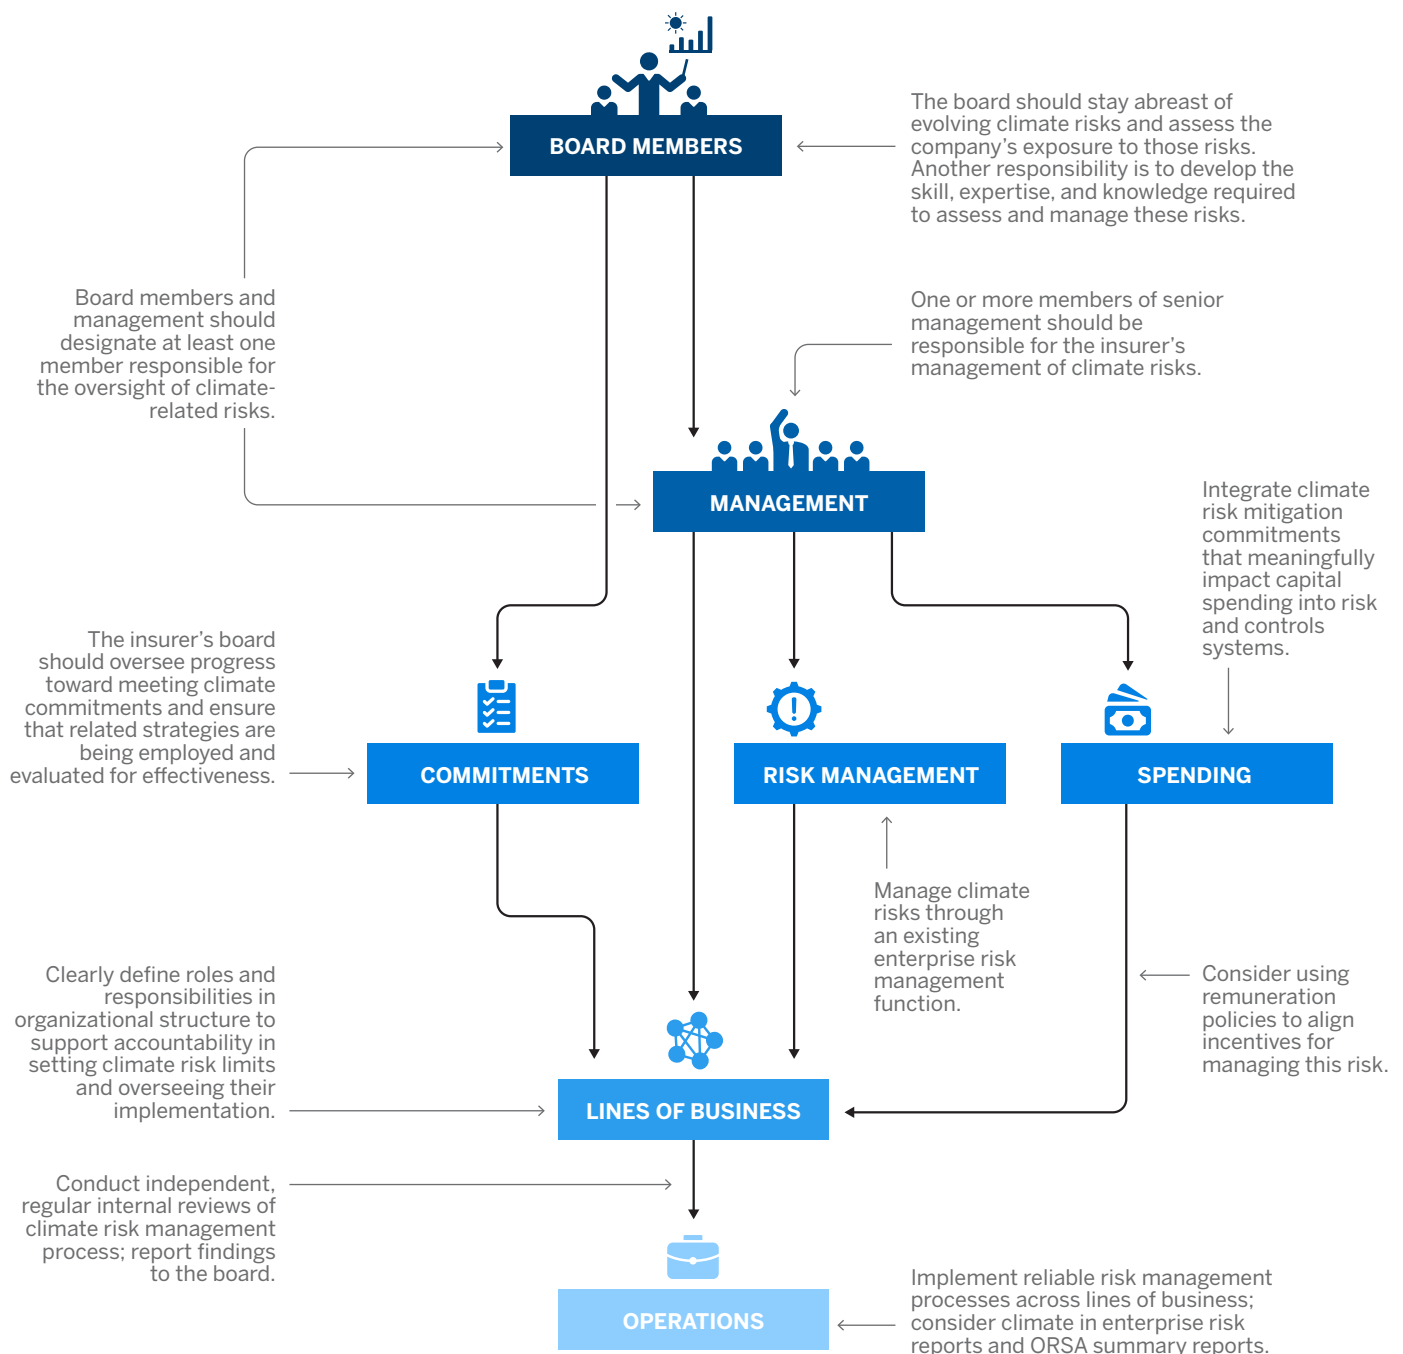 BOARD MEMBERS
The board should stay abreast of
evolving climate risks and assess the
company’s exposure to those risks.
Another responsibility is to develop the
skill, expertise, and knowledge required
to assess and manage these risks.
Board members and
management should
designate at least one
member responsible for
the oversight of climate-
related risks.
One or more members of senior
management should be
responsible for the insurer’s
management of climate risks.
MANAGEMENT
Integrate climate
risk mitigation
commitments
that meaningfully
impact capital
spending into risk
and controls
systems.
The insurer’s board
should oversee progress
toward meeting climate
commitments and ensure
that related strategies are
being employed and
evaluated for effectiveness.
COMMITMENTS
RISK MANAGEMENT
SPENDING
Manage climate
risks through
an existing
enterprise risk
management
function.
Clearly define roles and
responsibilities in
organizational structure to
support accountability in
setting climate risk limits
and overseeing their
implementation.
Consider using
remuneration
policies to align
incentives for
managing this risk.
LINES OF BUSINESS
Conduct independent,
regular internal reviews of
climate risk management
process; report findings
to the board.
OPERATIONS
Implement reliable risk management
processes across lines of business;
consider climate in enterprise risk
reports and ORSA summary reports.